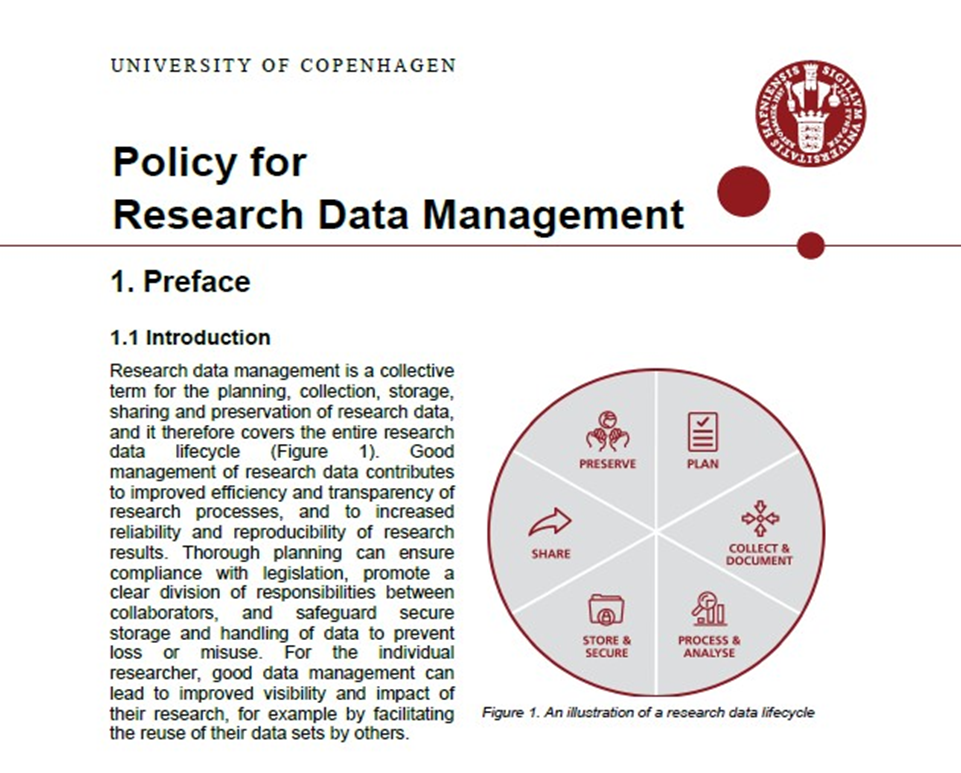 UNIVERSITY OF COPENHAGEN
Policy for
Research Data Management
1. Preface
1.1 Introduction
Research data management is a collective
term for the planning, collection, storage,
sharing and preservation of research data,
and it therefore covers the entire research
data lifecycle (Figure 1). Good
management of research data contributes
to improved efficiency and transparency of
research processes, and to increased
reliability and reproducibility of research
results. Thorough planning can ensure
compliance with legislation, promote a
clear division of responsibilities between
collaborators, and safeguard secure
storage and handling of data to prevent
loss or misuse. For the individual
researcher, good data management can
lead to improved visibility and impact of
their research, for example by facilitating
the reuse of their data sets by others.
PRESERVE
PLAN
SHARE
COLLECT &
DOCUMENT
STORE &
SECURE
PROCESS &
ANALYSE
Figure 1. An illustration of a research data lifecycle
SIGILLVM VNIVERSITATIS HAFNIENSIS